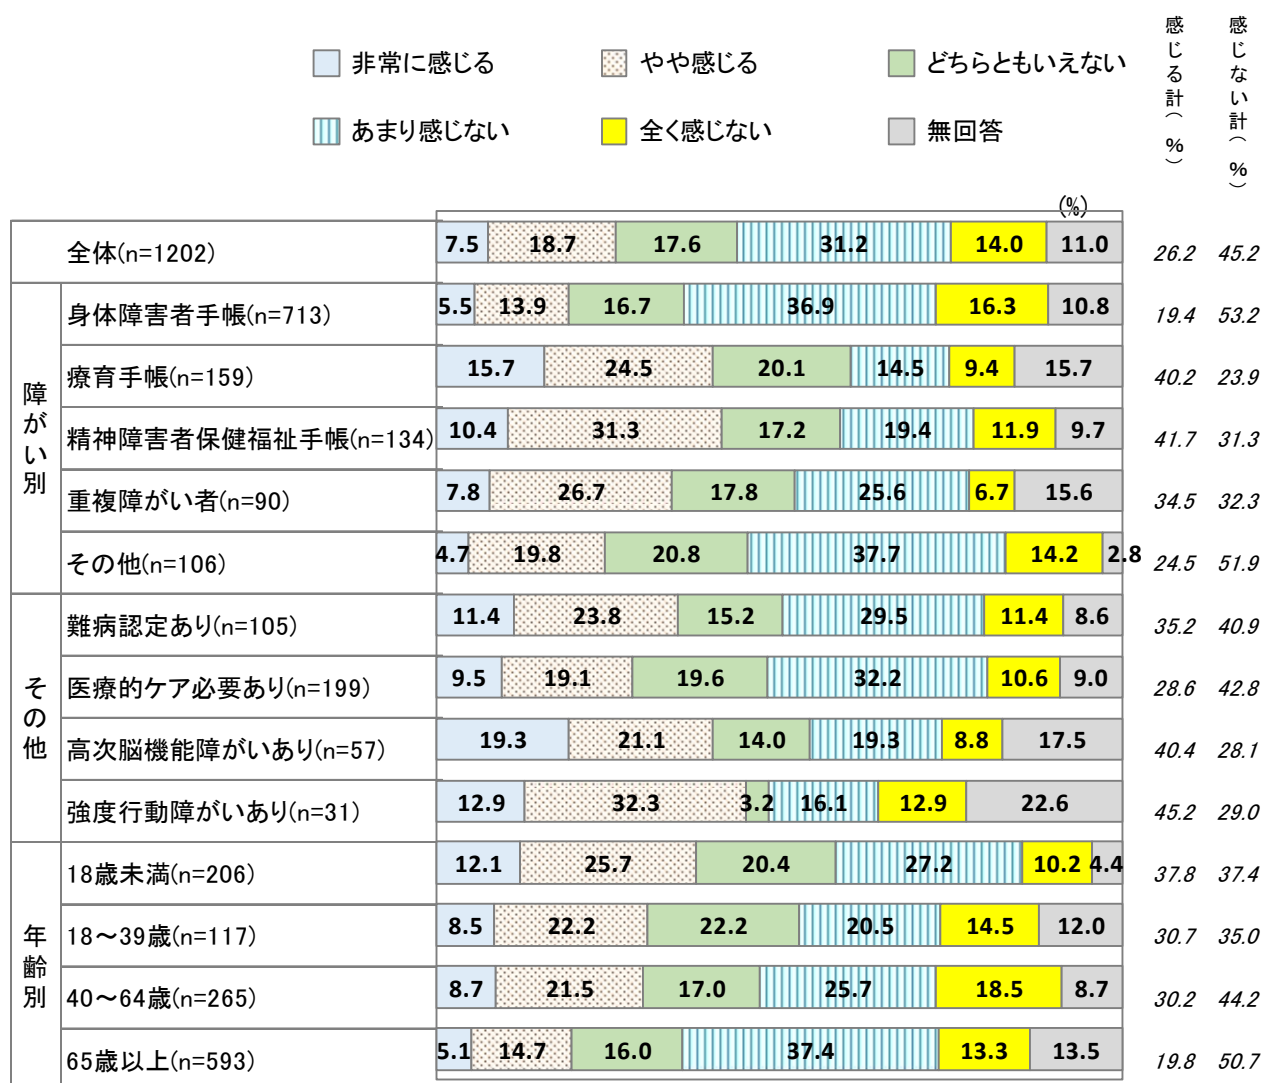 非常に感じる やや感じる どちらともいえない
あまり感じない 全く感じない 無回答
感じる計(%)
感じない計(%)
(%)
全体(n=1202) 7.5 18.7 17.6 31.2 14.0 11.0 26.2 45.2
障がい別
身体障害者手帳(n=713) 5.5 13.9 16.7 36.9 16.3 10.8 19.4 53.2
療育手帳(n=159) 15.7 24.5 20.1 14.5 9.4 15.7 40.2 23.9
精神障害者保健福祉手帳(n=134) 10.4 31.3 17.2 19.4 11.9 9.7 41.7 31.3
重複障がい者(n=90) 7.8 26.7 17.8 25.6 6.7 15.6 34.5 32.3
その他(n=106) 4.7 19.8 20.8 37.7 14.2 2.8 24.5 51.9
その他
難病認定あり(n=105) 11.4 23.8 15.2 29.5 11.4 8.6 35.2 40.9
医療的ケア必要あり(n=199) 9.5 19.1 19.6 32.2 10.6 9.0 28.6 42.8
高次脳機能障がいあり(n=57) 19.3 21.1 14.0 19.3 8.8 17.5 40.4 28.1
強度行動障がいあり(n=31) 12.9 32.3 3.2 16.1 12.9 22.6 45.2 29.0
年齢別
18歳未満(n=206) 12.1 25.7 20.4 27.2 10.2 4.4 37.8 37.4
18～39歳(n=117) 8.5 22.2 22.2 20.5 14.5 12.0 30.7 35.0
40～64歳(n=265) 8.7 21.5 17.0 25.7 18.5 8.7 30.2 44.2
65歳以上(n=593) 5.1 14.7 16.0 37.4 13.3 13.5 19.8 50.7